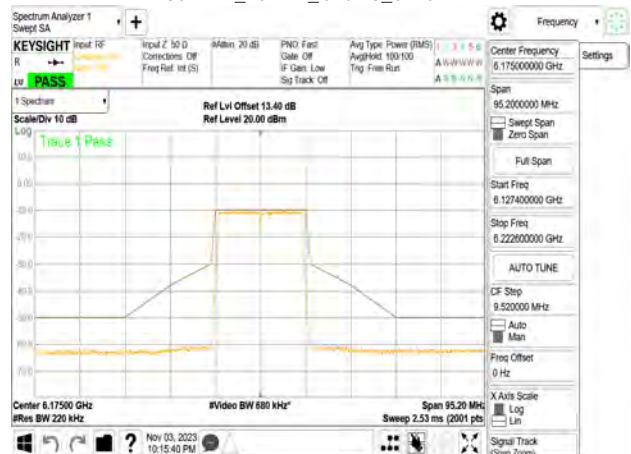 Spectrum Analyzer 1
Swept SA
+
Frequency
KEYSIGHT
Input: RF
R
LW PASS
Input Z: 50 Ω
Corrections: Off
Freq Ref: Int (S)
#Atten: 20 dB
PNO: Fast
Gate: Off
IF Gain: Low
Sig Track: Off
Avg Type: Power (RMS)
Avg|Hold: 100/100
Trig: Free Run
Center Frequency
6.175000000 GHz
Settings
Span
95.2000000 MHz
Swept Span
Zero Span
Full Span
Start Freq
6.127400000 GHz
Stop Freq
6.222600000 GHz
AUTO TUNE
CF Step
9.520000 MHz
Auto
Man
Freq Offset
0 Hz
X Axis Scale
Log
Lin
Signal Track
(Span Zoom)
1 Spectrum
Scale/Div 10 dB
Ref Lvl Offset 13.40 dB
Ref Level 20.00 dBm
Log
Trace 1 Pass
Center 6.17500 GHz
#Res BW 220 kHz
#Video BW 680 kHz*
Span 95.20 MHz
Sweep 2.53 ms (2001 pts)
?
Nov 03, 2023
10:15:40 PM